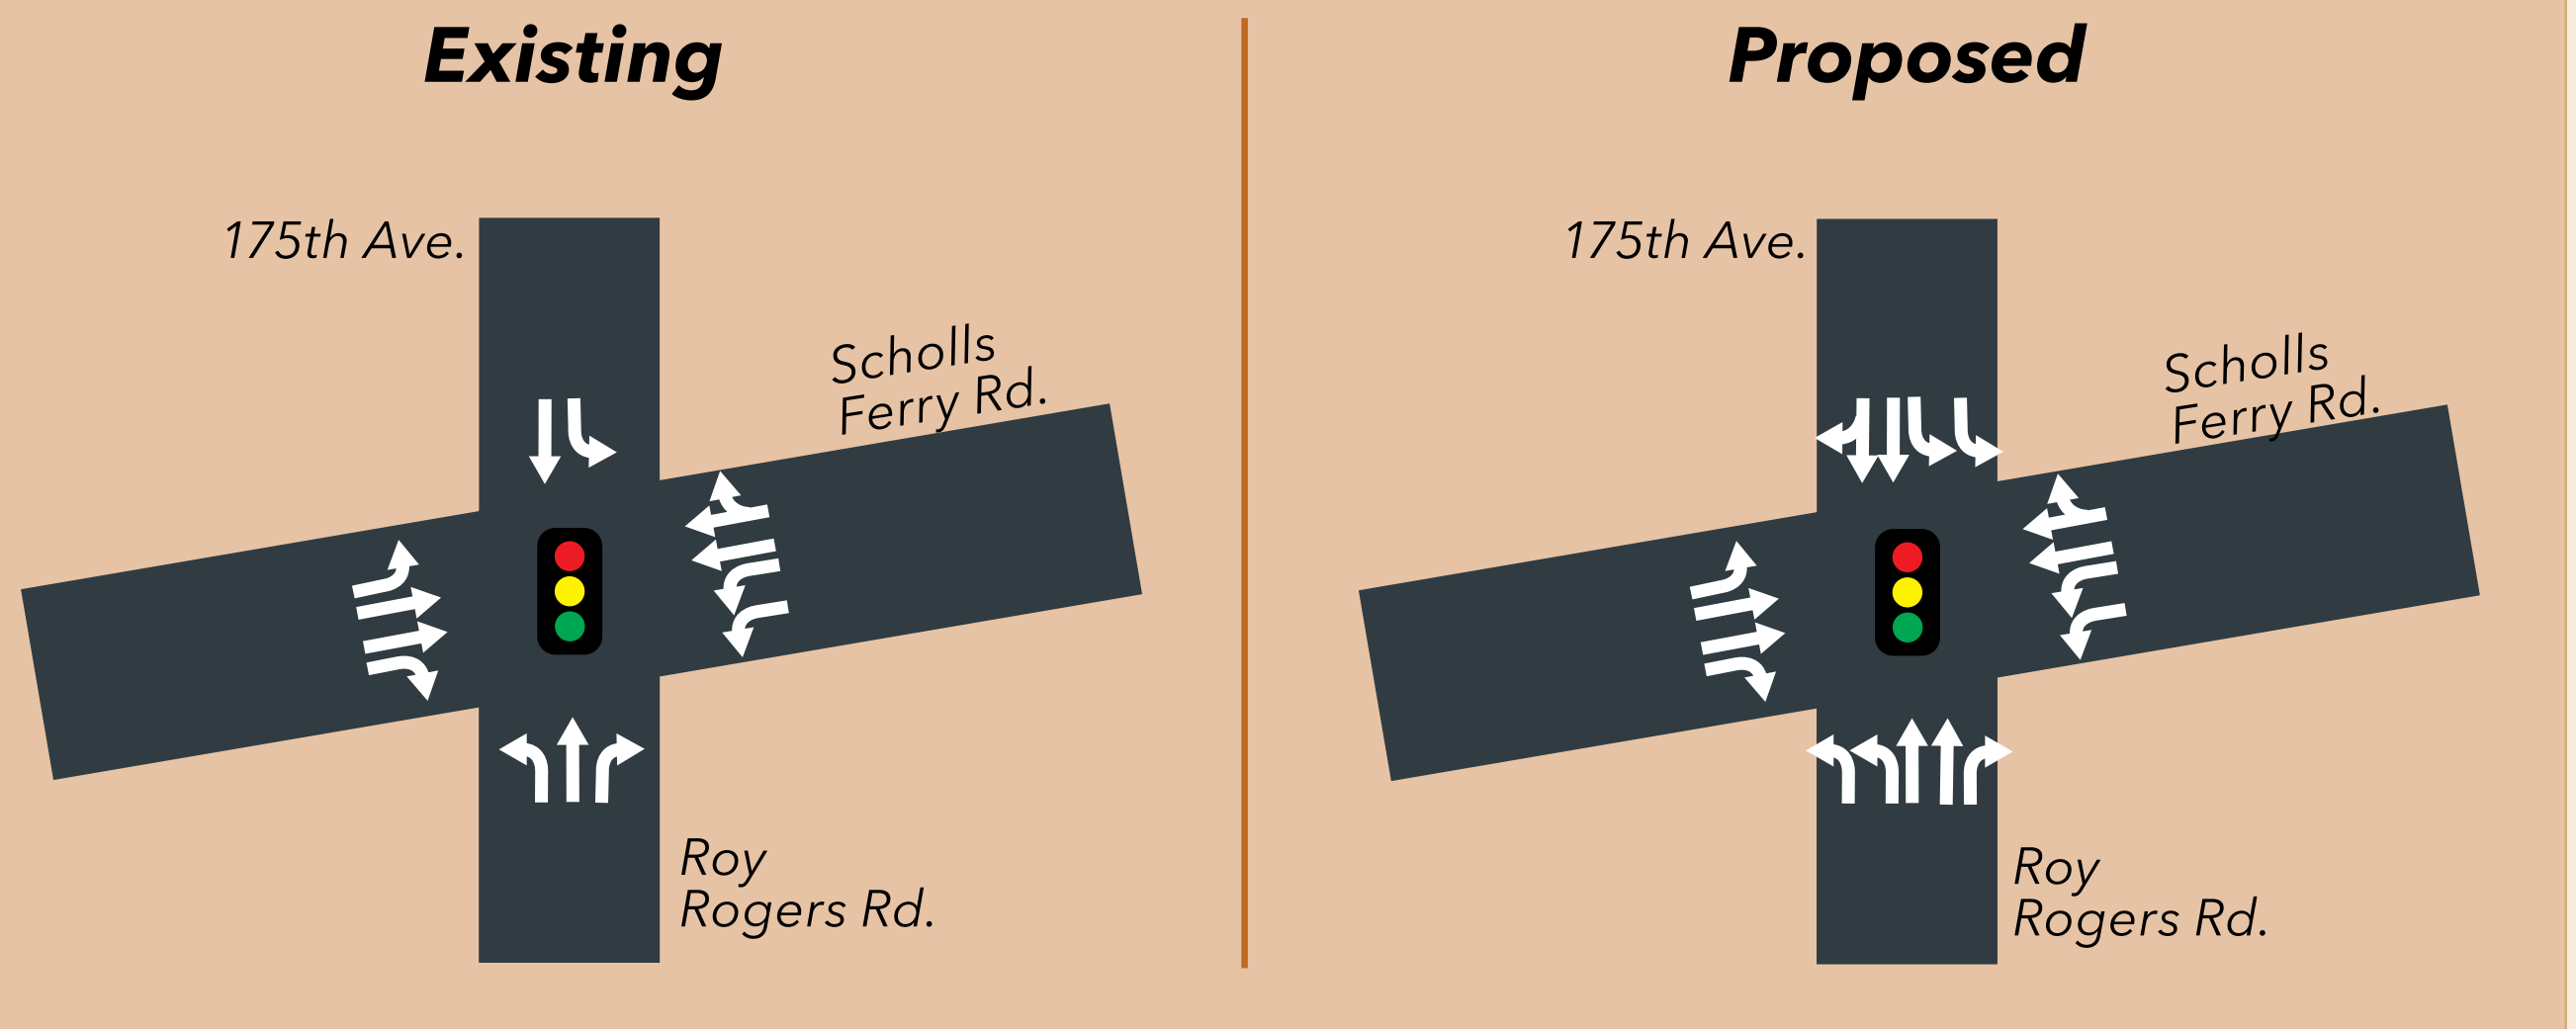 Existing
175th Ave.
Scholls
Ferry Rd.
Roy
Rogers Rd.
Proposed
175th Ave.
Scholls
Ferry Rd.
Roy
Rogers Rd.